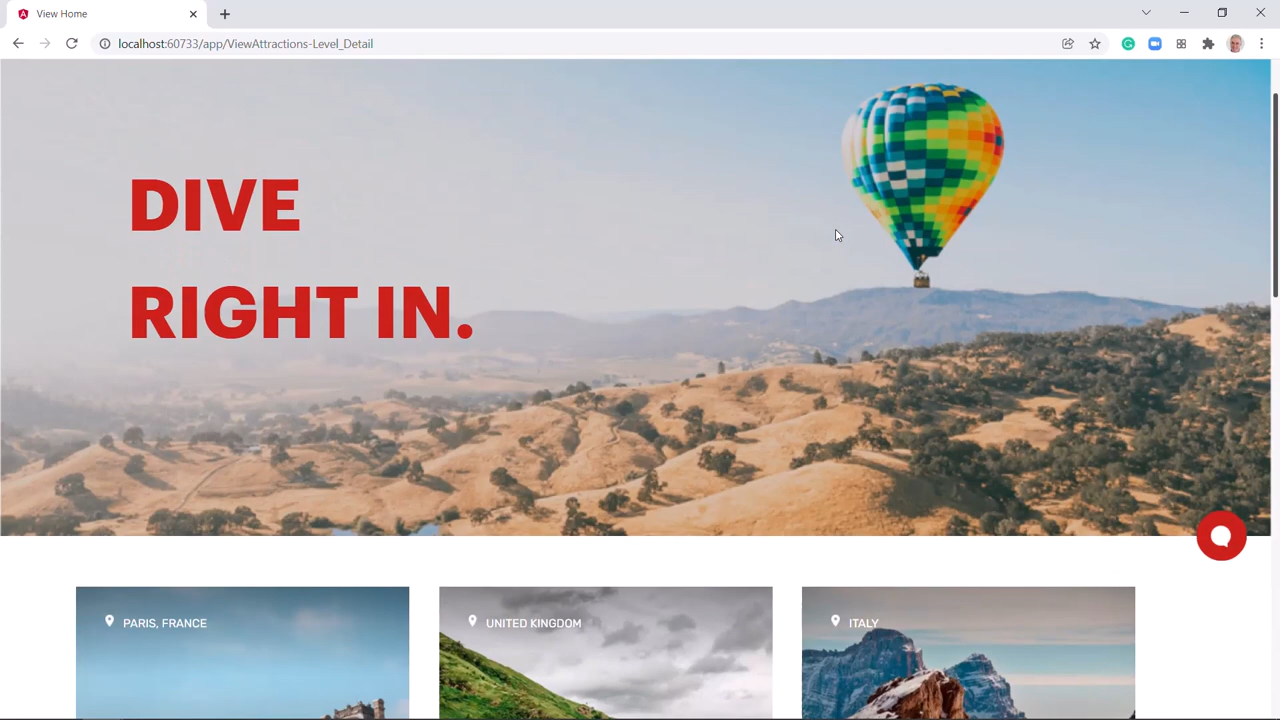 View Home
localhost:60733/app/ViewAttractions-Level_Detail
DIVE
RIGHT IN.
PARIS, FRANCE
UNITED KINGDOM
ITALY